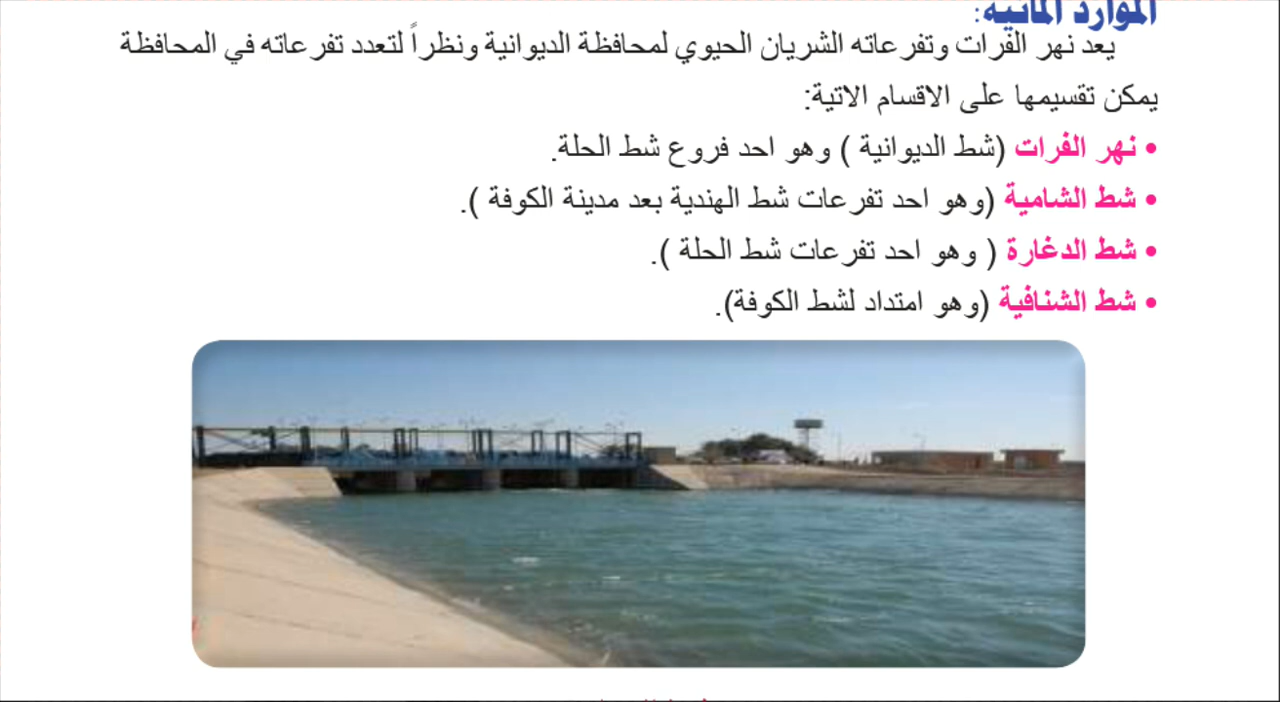 الموارد المائية:
يعد نهر الفرات وتفرعاته الشريان الحيوي لمحافظة الديوانية ونظراً لتعدد تفرعاته في المحافظة
يمكن تقسيمها على الاقسام الاتية:
• نهر الفرات (شط الديوانية ) وهو احد فروع شط الحلة.
• شط الشامية (وهو احد تفرعات شط الهندية بعد مدينة الكوفة ).
• شط الدغارة ( وهو احد تفرعات شط الحلة ).
• شط الشنافية (وهو امتداد لشط الكوفة).